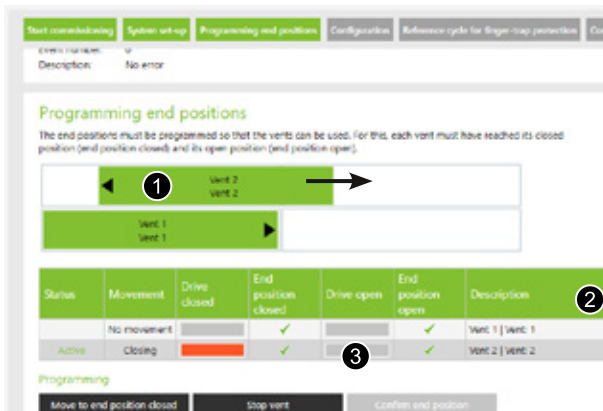 Start commissioning System set-up Programming end positions Configuration Reference cycle for finger-trap protection
Event number: 0
Description: No error
Programming end positions
The end positions must be programmed so that the vents can be used. For this, each vent must have reached its closed
position (end position closed) and its open position (end position open).
1 Vent 2
Vent 2
Vent 1
Vent 1
Status Movement Drive closed End position closed Drive open End position open Description 2
No movement ✓ ✓ Vent 1 | Vent: 1
Active Closing ✓ 3 ✓ Vent 2 | Vent: 2
Programming
Move to end position closed Stop vent Confirm end position